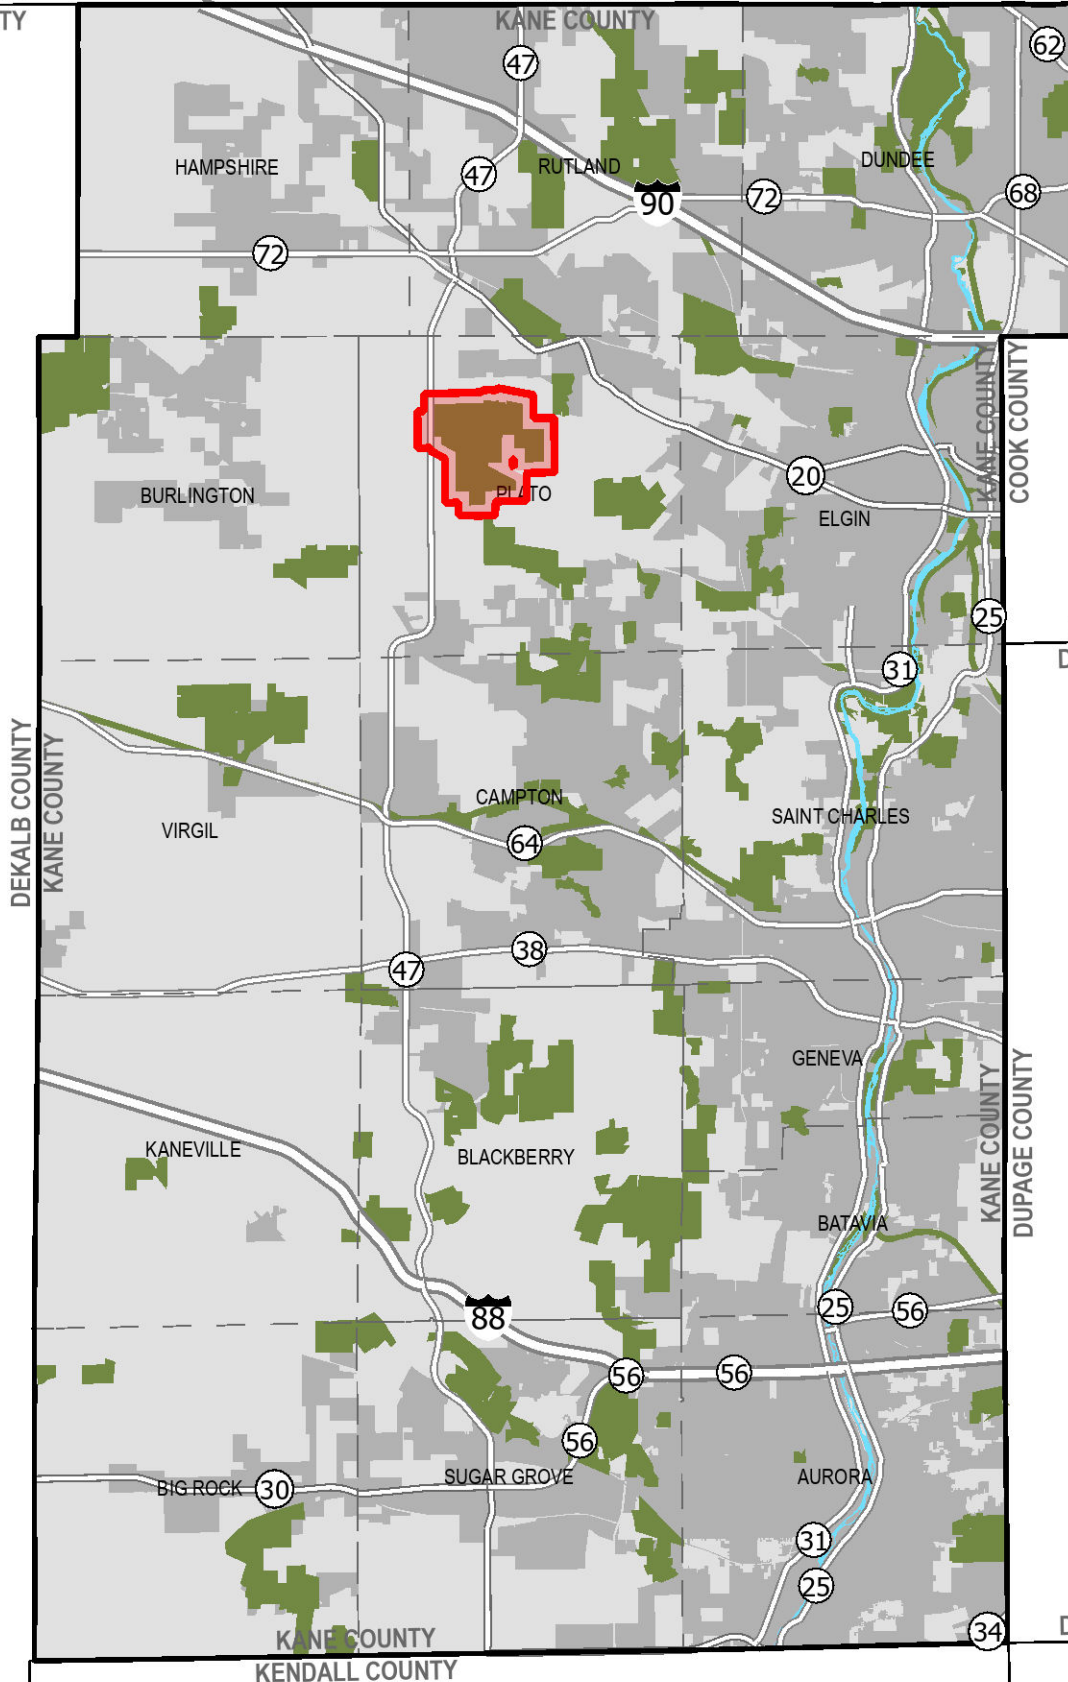 TY
KANE COUNTY
62
47
HAMPSHIRE
47
RUTLAND
DUNDEE
90
72
68
72
KANE COUNTY
COOK COUNTY
BURLINGTON
PLATO
20
ELGIN
25
31
D
DEKALB COUNTY
KANE COUNTY
CAMPTON
VIRGIL
SAINT CHARLES
64
38
47
GENEVA
KANE COUNTY
DUPAGE COUNTY
KANEVILLE
BLACKBERRY
BATAVIA
25
56
88
56
56
56
SUGAR GROVE
AURORA
BIG ROCK
30
31
25
34
D
KANE COUNTY
KENDALL COUNTY